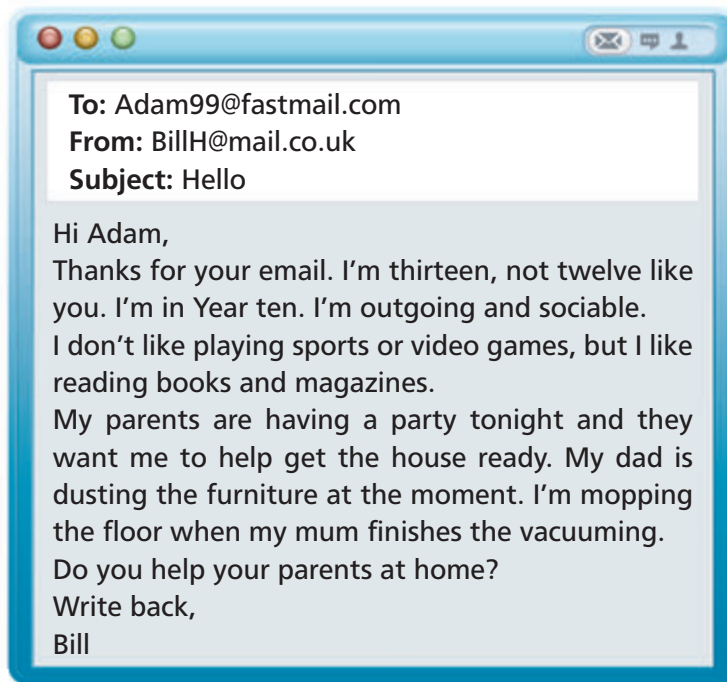 To: Adam99@fastmail.com
From: BillH@mail.co.uk
Subject: Hello
Hi Adam,
Thanks for your email. I'm thirteen, not twelve like
you. I'm in Year ten. I'm outgoing and sociable.
I don't like playing sports or video games, but I like
reading books and magazines.
My parents are having a party tonight and they
want me to help get the house ready. My dad is
dusting the furniture at the moment. I'm mopping
the floor when my mum finishes the vacuuming.
Do you help your parents at home?
Write back,
Bill